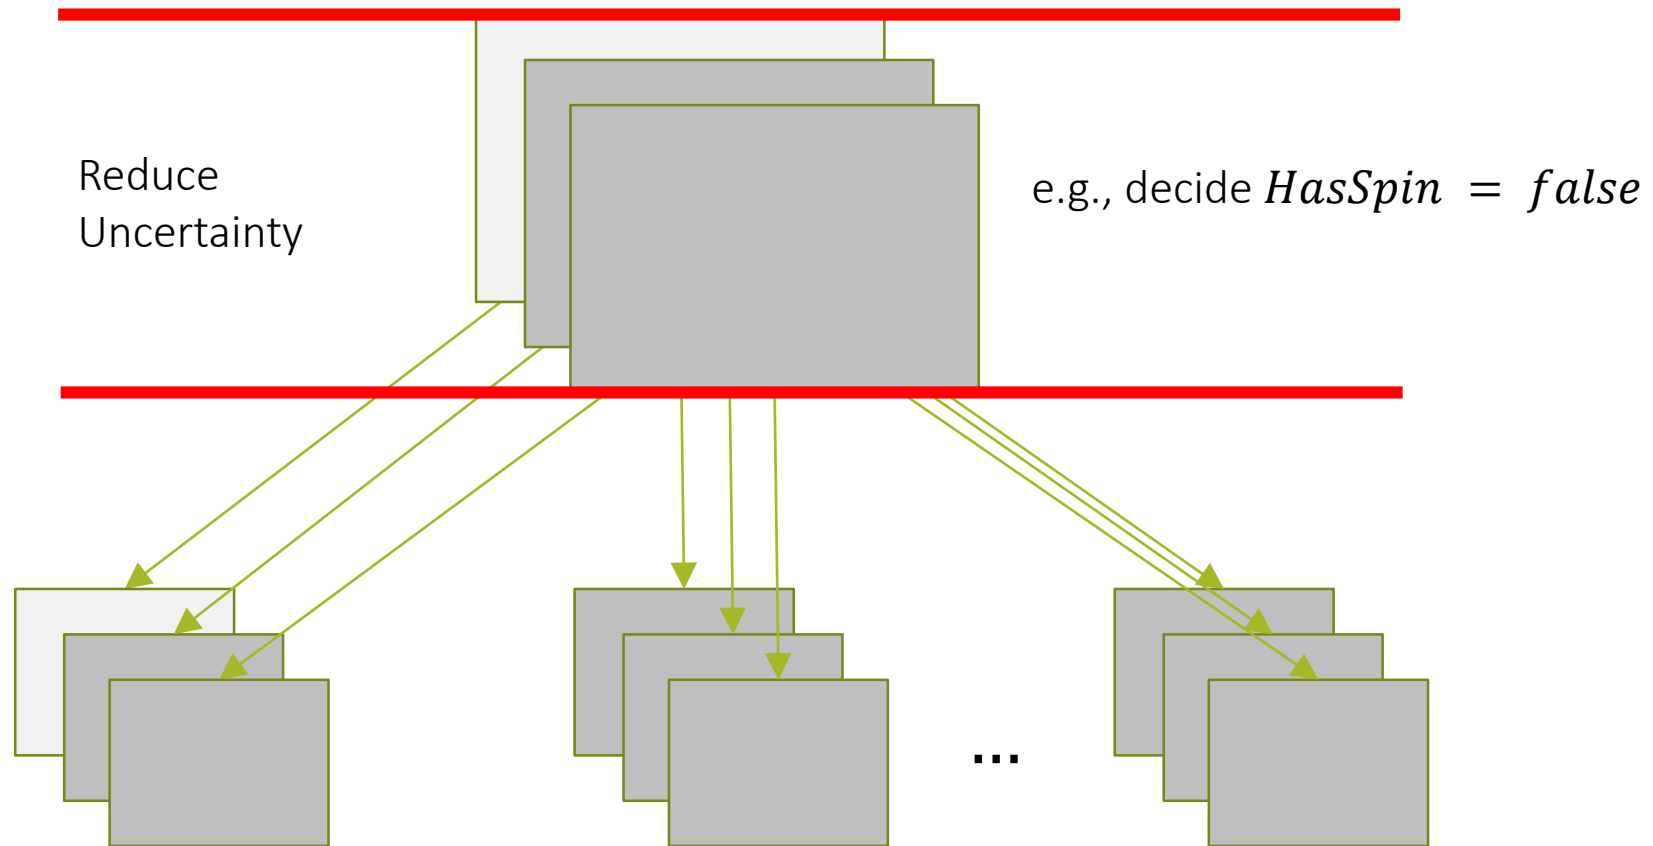 Reduce
Uncertainty
e.g., decide HasSpin = false
...